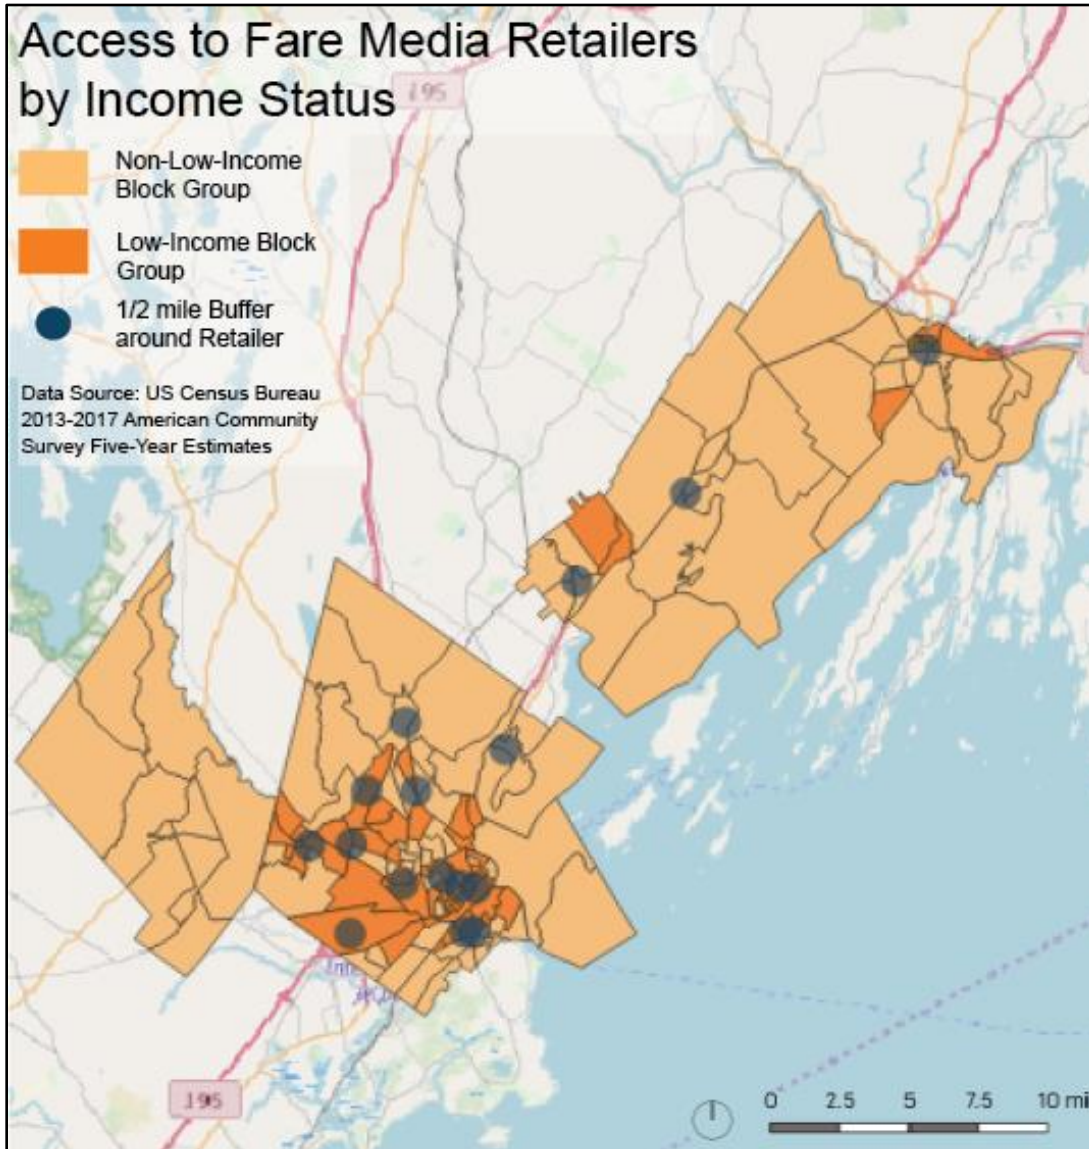 Access to Fare Media Retailers
by Income Status
I 95
Non-Low-Income
Block Group
Low-Income Block
Group
1/2 mile Buffer
around Retailer
Data Source: US Census Bureau
2013-2017 American Community
Survey Five-Year Estimates
I 95
0 2.5 5 7.5 10 mi